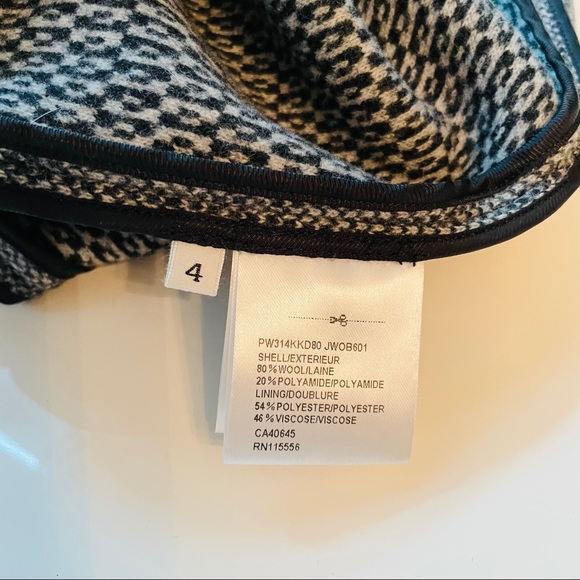 4
PW314KKD80 JWOB601
SHELL/EXTERIEUR
80%WOOL/LAINE
20%POLYAMIDE/POLYAMIDE
LINING/DOUBLURE
54%POLYESTER/POLYESTER
46%VISCOSE/VISCOSE
CA40645
RN115556